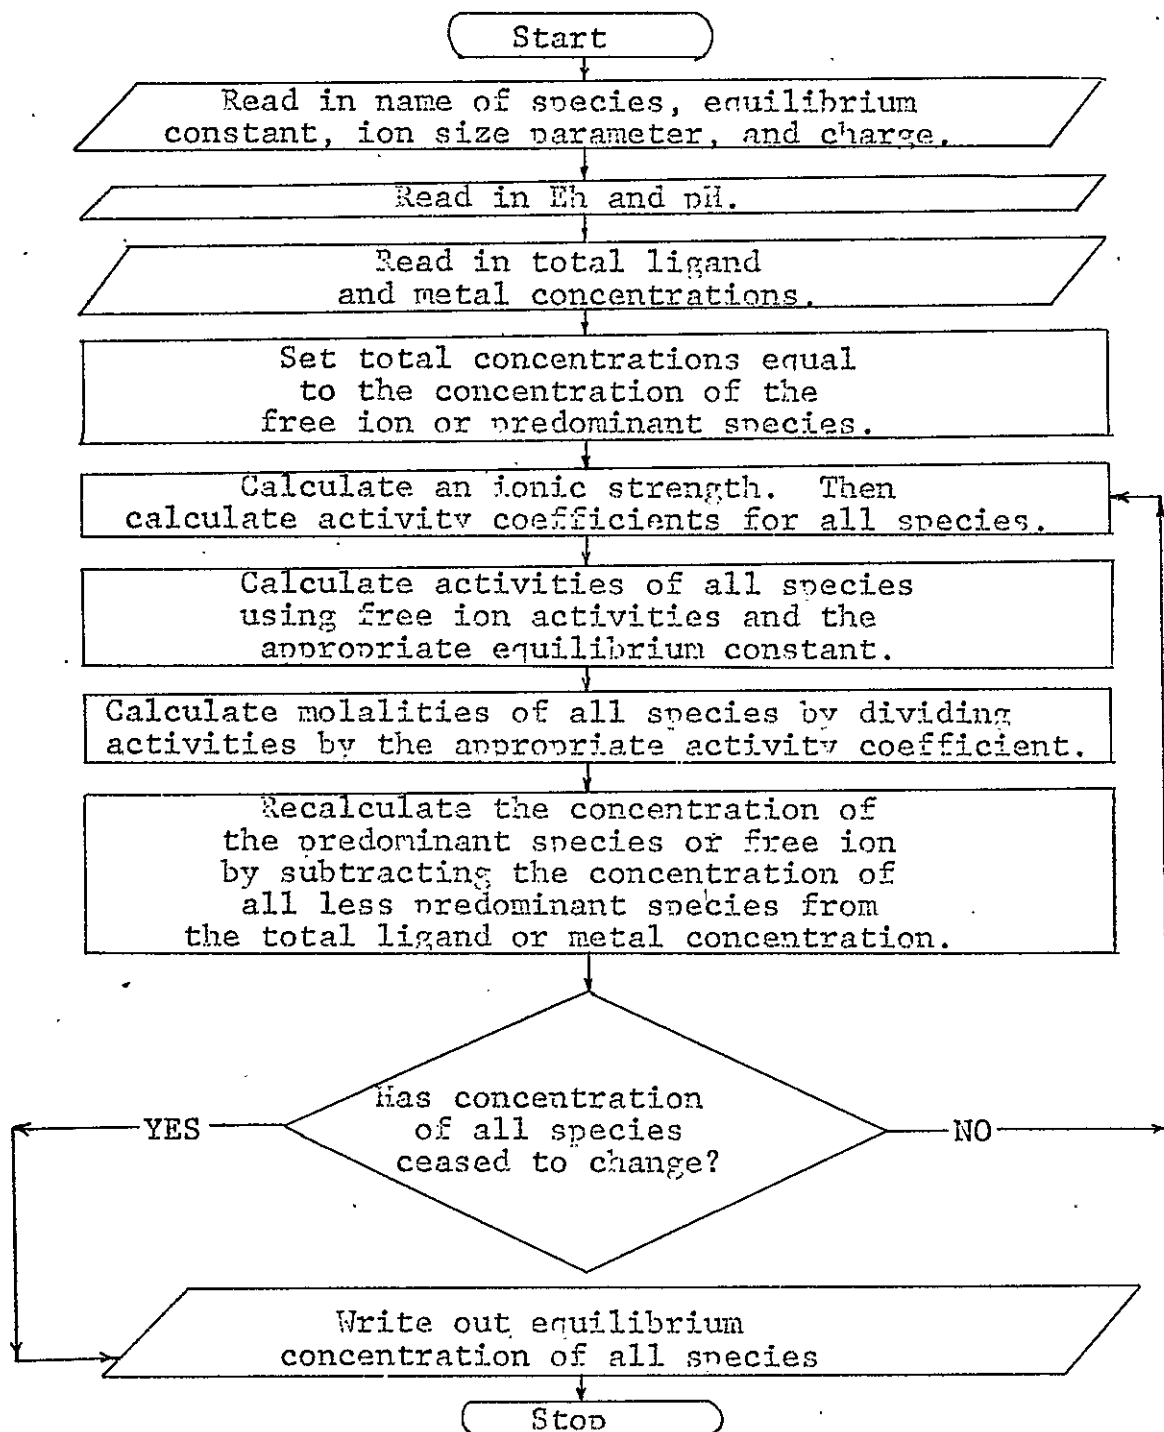 Start
Read in name of species, equilibrium
constant, ion size parameter, and charge.
Read in Eh and pH.
Read in total ligand
and metal concentrations.
Set total concentrations equal
to the concentration of the
free ion or predominant species.
Calculate an ionic strength. Then
calculate activity coefficients for all species.
Calculate activities of all species
using free ion activities and the
appropriate equilibrium constant.
Calculate molalities of all species by dividing
activities by the appropriate activity coefficient.
Recalculate the concentration of
the predominant species or free ion
by subtracting the concentration of
all less predominant species from
the total ligand or metal concentration.
Has concentration
of all species
ceased to change?
YES
NO
Write out equilibrium
concentration of all species
Stop